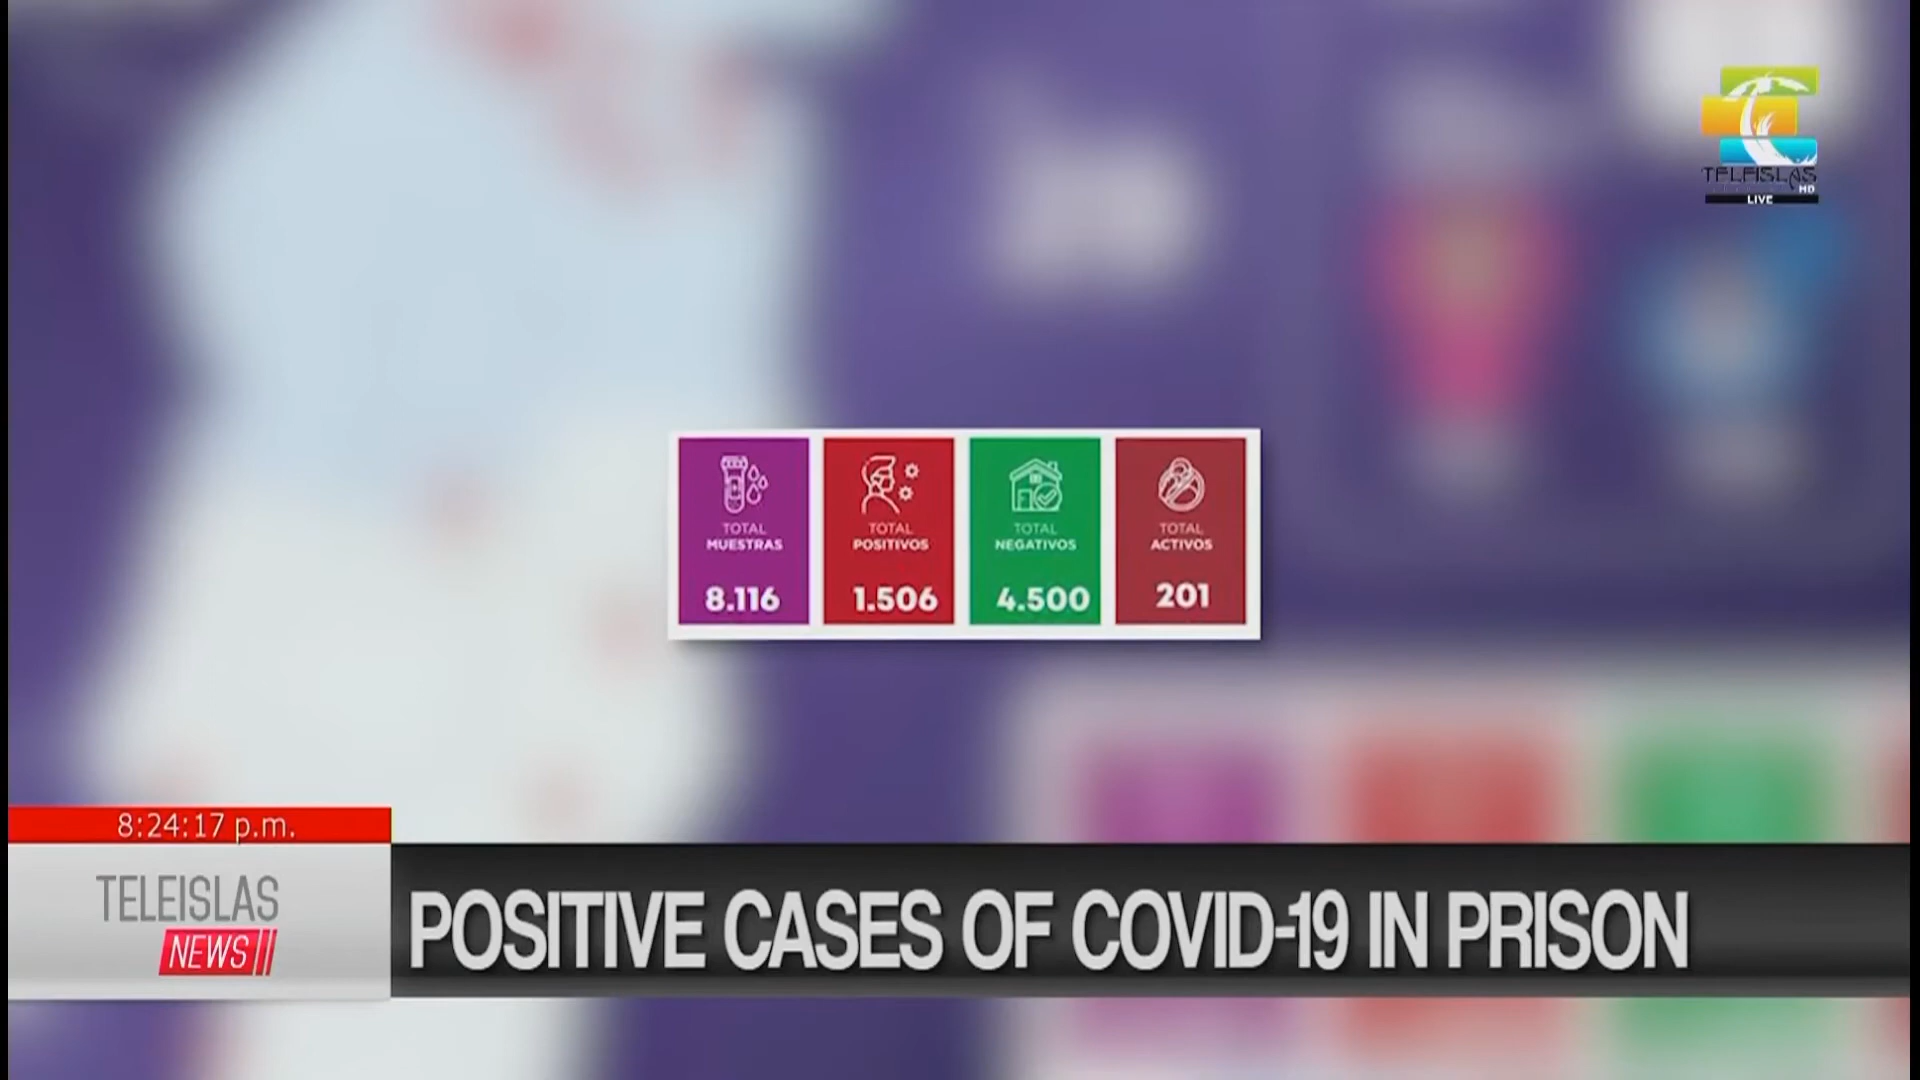 TELEISLAS
HD
LIVE
TOTAL
MUESTRAS
8.116
TOTAL
POSITIVOS
1.506
TOTAL
NEGATIVOS
4.500
TOTAL
ACTIVOS
201
8:24:17 p.m.
TELEISLAS
NEWS
POSITIVE CASES OF COVID-19 IN PRISON